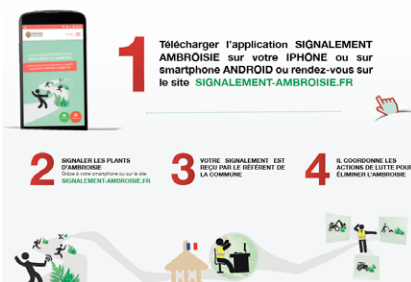 1
Télécharger l'application SIGNALEMENT
AMBROISIE sur votre IPHONE ou sur
smartphone ANDROID ou rendez-vous sur
le site SIGNALEMENT-AMBROISIE.FR
2
SIGNALER LES PLANTS
D'AMBROISIE
Grâce à votre smartphone ou sur le site
SIGNALEMENT-AMBROISIE.FR
3
VOTRE SIGNALEMENT EST
REÇU PAR LE RÉFÉRENT DE
LA COMMUNE
4
IL COORDONNE LES
ACTIONS DE LUTTE POUR
ÉLIMINER L'AMBROISIE